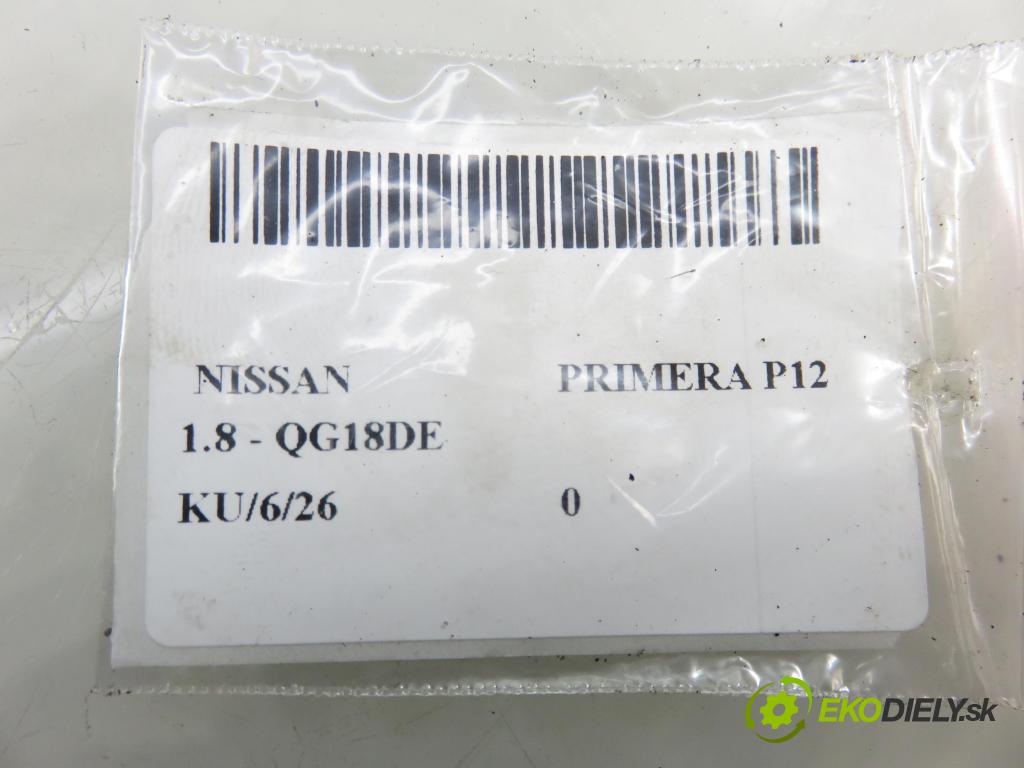 NISSAN PRIMERA P12
1.8 - QG18DE
KU/6/26 0
EKODIELY.sk